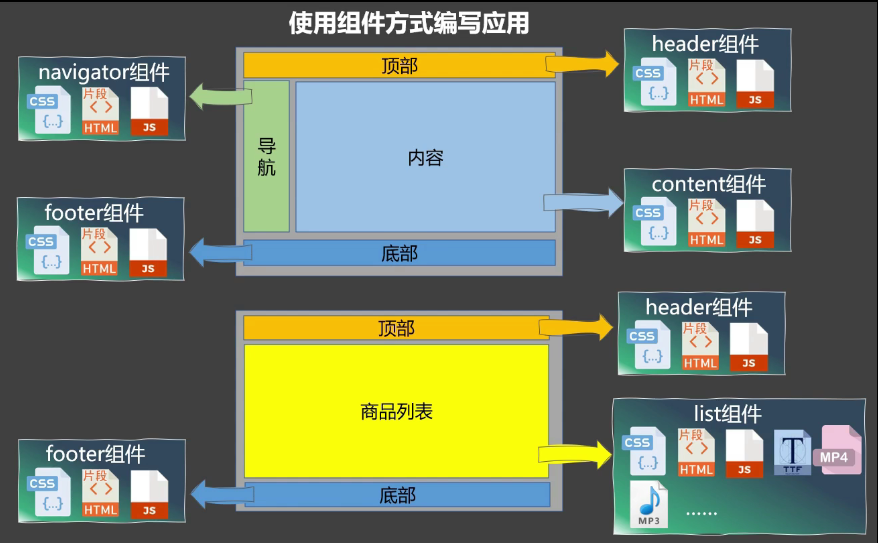 使用组件方式编写应用
navigator组件
CSS
{...}
片段
< >
HTML
JS
顶部
导航
内容
底部
header组件
CSS
{...}
片段
< >
HTML
JS
footer组件
CSS
{...}
片段
< >
HTML
JS
content组件
CSS
{...}
片段
< >
HTML
JS
顶部
商品列表
底部
header组件
CSS
{...}
片段
< >
HTML
JS
footer组件
CSS
{...}
片段
< >
HTML
JS
list组件
CSS
{...}
片段
< >
HTML
JS
T
TTF
MP4
MP3
……